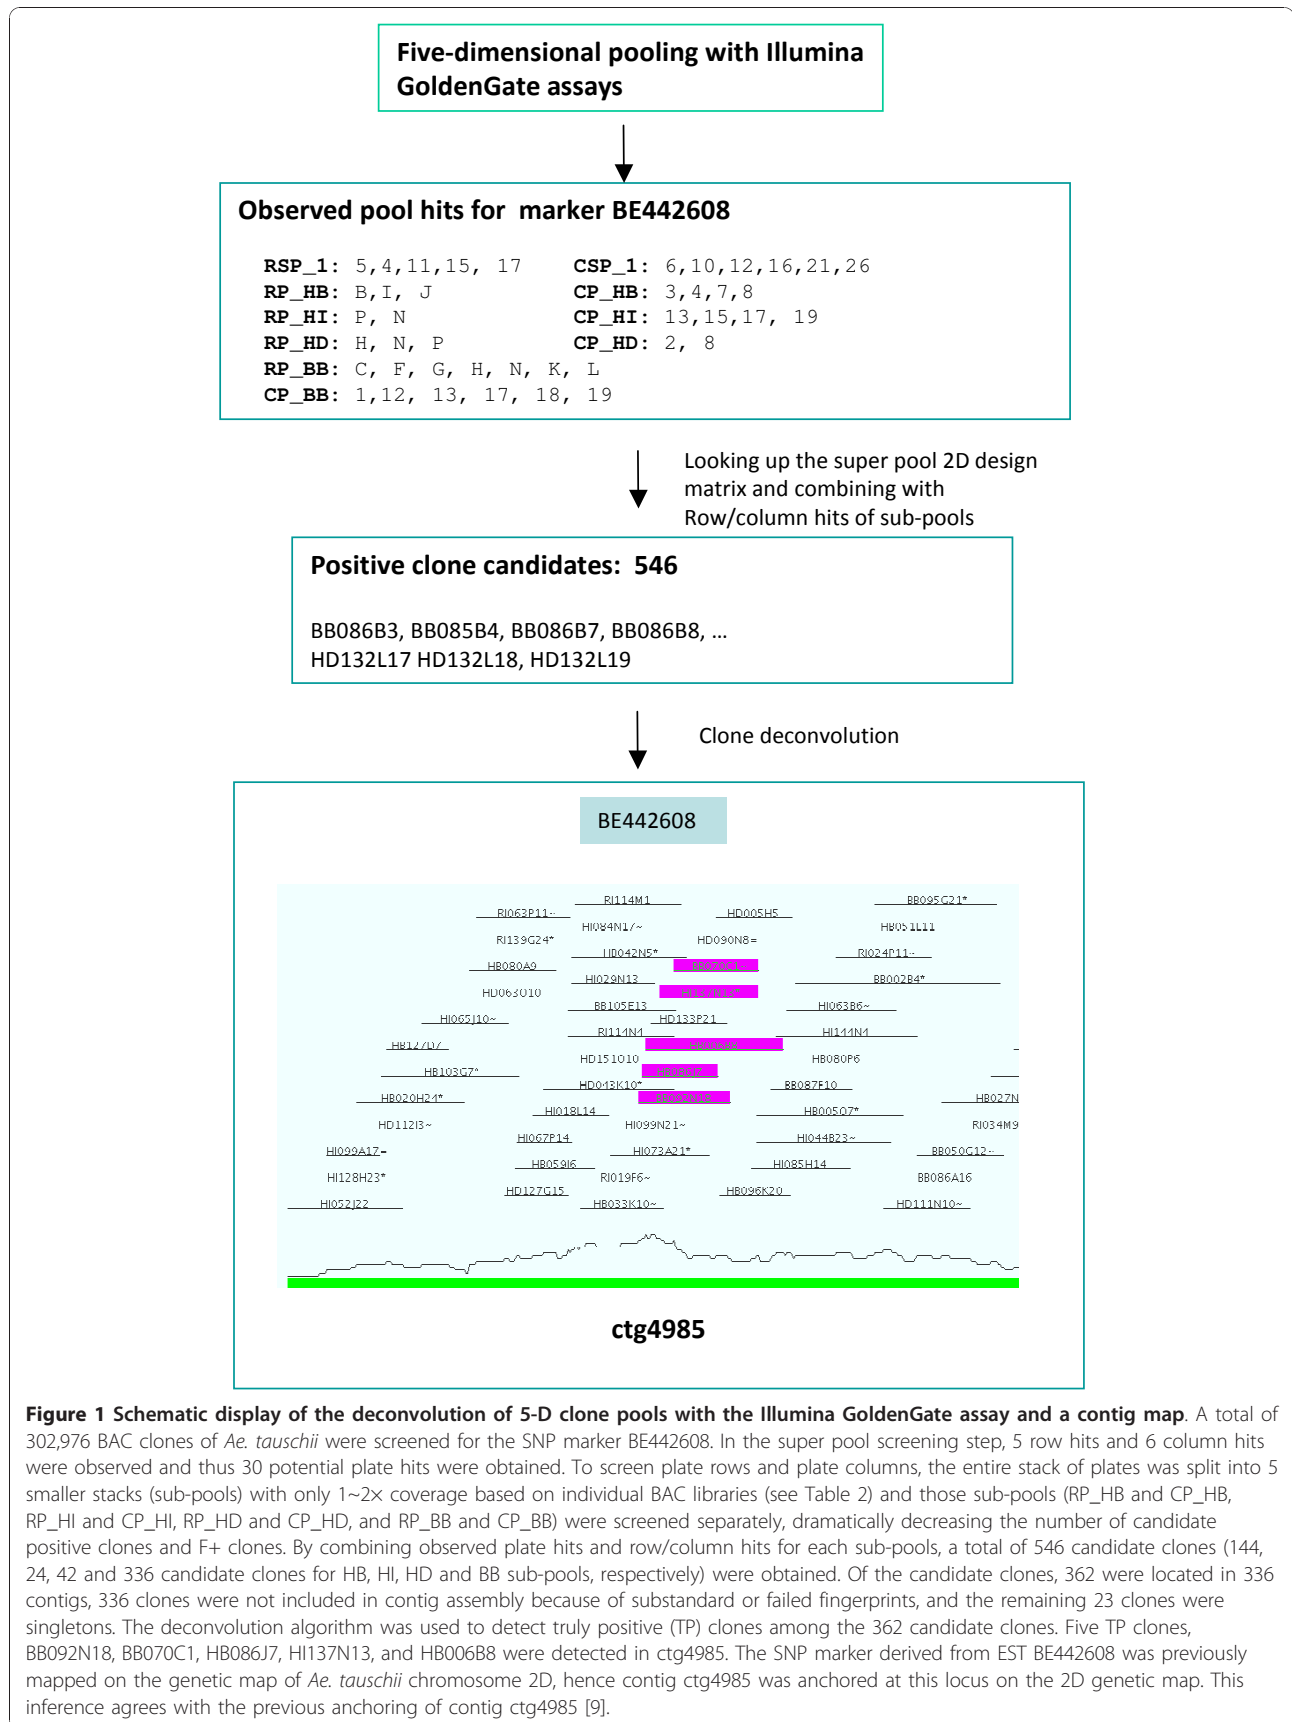 Five-dimensional pooling with Illumina
GoldenGate assays
Observed pool hits for marker BE442608
RSP_1: 5,4,11,15, 17 CSP_1: 6,10,12,16,21,26
RP_HB: B,I, J CP_HB: 3,4,7,8
RP_HI: P, N CP_HI: 13,15,17, 19
RP_HD: H, N, P CP_HD: 2, 8
RP_BB: C, F, G, H, N, K, L
CP_BB: 1,12, 13, 17, 18, 19
Looking up the super pool 2D design
matrix and combining with
Row/column hits of sub-pools
Positive clone candidates: 546
BB086B3, BB085B4, BB086B7, BB086B8, ...
HD132L17 HD132L18, HD132L19
Clone deconvolution
BE442608
RI114M1 BB095G21*
RI063P11~ HD005H5
HI084N17~ HB051L11
RI139G24* HD090N8=
HB042N5* RI024P11~
HB080A9
HI029N13 BB002B4*
HD063O10
BB105E13 HI063B6~
HI065J10~ HD133P21
RI114N4 HI144N4
HB127D7
HD151O10 HB080P6
HB103G7* HB086J7
HD043K10* BB087F10
HB020H24* BB092N18 HB027N
HI018L14 HB005O7*
HD112I3~ HI099N21~ RI034M9
HI067P14 HI044B23~
HI099A17= HI073A21* BB050G12~
HB059I6 HI085H14
HI128H23* RI019F6~ BB086A16
HD127G15 HB096K20
HI052J22 HB033K10~ HD111N10~
ctg4985
Figure 1 Schematic display of the deconvolution of 5-D clone pools with the Illumina GoldenGate assay and a contig map. A total of
302,976 BAC clones of Ae. tauschii were screened for the SNP marker BE442608. In the super pool screening step, 5 row hits and 6 column hits
were observed and thus 30 potential plate hits were obtained. To screen plate rows and plate columns, the entire stack of plates was split into 5
smaller stacks (sub-pools) with only 1~2× coverage based on individual BAC libraries (see Table 2) and those sub-pools (RP_HB and CP_HB,
RP_HI and CP_HI, RP_HD and CP_HD, and RP_BB and CP_BB) were screened separately, dramatically decreasing the number of candidate
positive clones and F+ clones. By combining observed plate hits and row/column hits for each sub-pools, a total of 546 candidate clones (144,
24, 42 and 336 candidate clones for HB, HI, HD and BB sub-pools, respectively) were obtained. Of the candidate clones, 362 were located in 336
contigs, 336 clones were not included in contig assembly because of substandard or failed fingerprints, and the remaining 23 clones were
singletons. The deconvolution algorithm was used to detect truly positive (TP) clones among the 362 candidate clones. Five TP clones,
BB092N18, BB070C1, HB086J7, HI137N13, and HB006B8 were detected in ctg4985. The SNP marker derived from EST BE442608 was previously
mapped on the genetic map of Ae. tauschii chromosome 2D, hence contig ctg4985 was anchored at this locus on the 2D genetic map. This
inference agrees with the previous anchoring of contig ctg4985 [9].